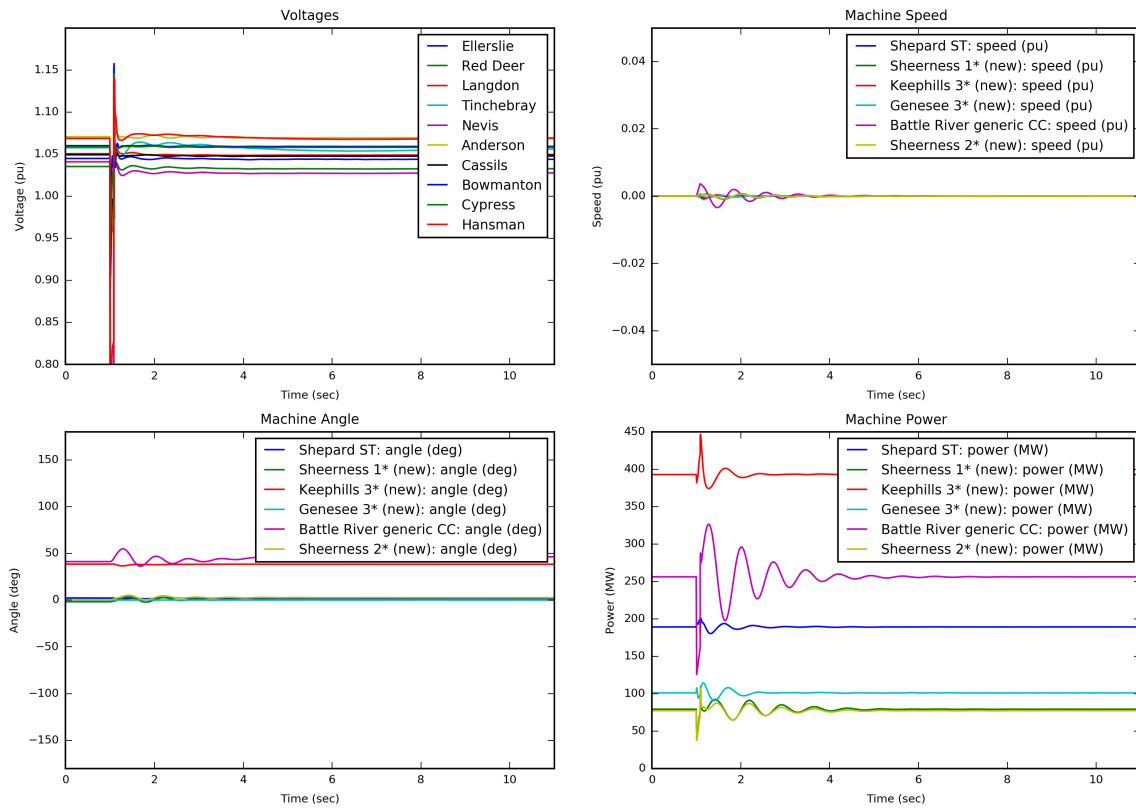 Voltages
1.15
1.10
1.05
1.00
0.95
0.90
0.85
0.80
Voltage (pu)
0 2 4 6 8 10
Time (sec)
Ellerslie
Red Deer
Langdon
Tinchebray
Nevis
Anderson
Cassils
Bowmanton
Cypress
Hansman
Machine Speed
0.04
0.02
0.00
−0.02
−0.04
Speed (pu)
0 2 4 6 8 10
Time (sec)
Shepard ST: speed (pu)
Sheerness 1* (new): speed (pu)
Keephills 3* (new): speed (pu)
Genesee 3* (new): speed (pu)
Battle River generic CC: speed (pu)
Sheerness 2* (new): speed (pu)
Machine Angle
150
100
50
0
−50
−100
−150
Angle (deg)
0 2 4 6 8 10
Time (sec)
Shepard ST: angle (deg)
Sheerness 1* (new): angle (deg)
Keephills 3* (new): angle (deg)
Genesee 3* (new): angle (deg)
Battle River generic CC: angle (deg)
Sheerness 2* (new): angle (deg)
Machine Power
450
400
350
300
250
200
150
100
50
0
Power (MW)
0 2 4 6 8 10
Time (sec)
Shepard ST: power (MW)
Sheerness 1* (new): power (MW)
Keephills 3* (new): power (MW)
Genesee 3* (new): power (MW)
Battle River generic CC: power (MW)
Sheerness 2* (new): power (MW)